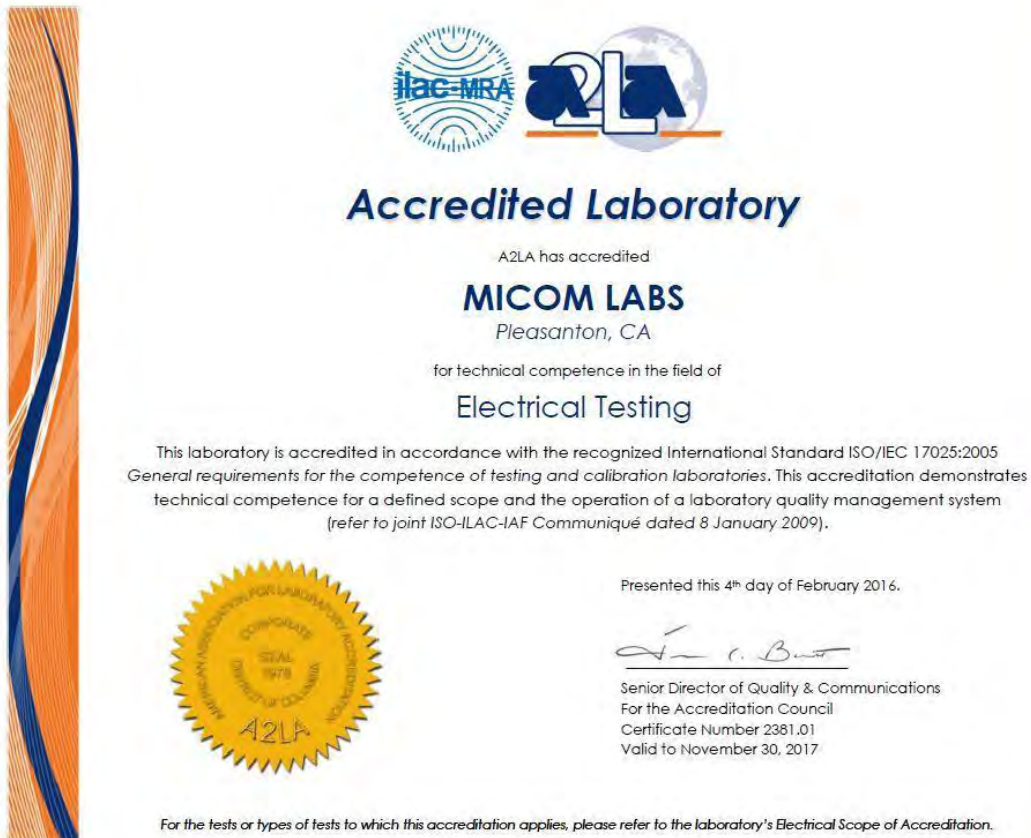 ilac-MRA
A2LA
Accredited Laboratory
A2LA has accredited
MICOM LABS
Pleasanton, CA
for technical competence in the field of
Electrical Testing
This laboratory is accredited in accordance with the recognized International Standard ISO/IEC 17025:2005
General requirements for the competence of testing and calibration laboratories. This accreditation demonstrates
technical competence for a defined scope and the operation of a laboratory quality management system
(refer to joint ISO-ILAC-IAF Communiqué dated 8 January 2009).
AMERICAN ASSOCIATION FOR LABORATORY ACCREDITATION
CORPORATE
SEAL
1978
DISTRICT OF COLUMBIA
A2LA
Presented this 4th day of February 2016.
Senior Director of Quality & Communications
For the Accreditation Council
Certificate Number 2381.01
Valid to November 30, 2017
For the tests or types of tests to which this accreditation applies, please refer to the laboratory's Electrical Scope of Accreditation.